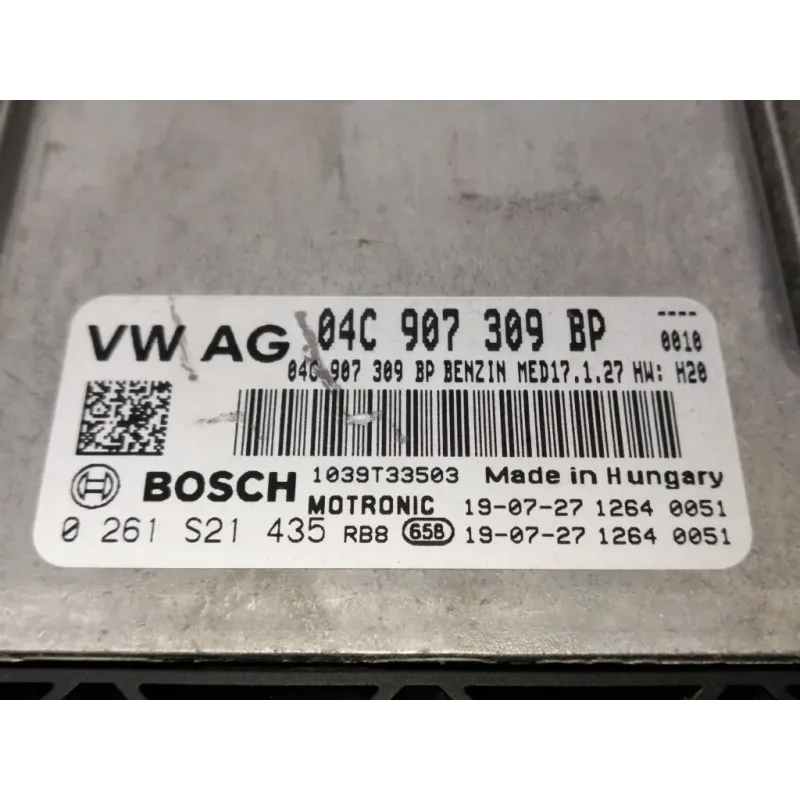 VW AG 04C 907 309 BP ----
0010
04C 907 309 BP BENZIN MED17.1.27 HW: H20
BOSCH 1039T33503 Made in Hungary
MOTRONIC 19-07-27 1264 0051
0 261 S21 435 RB8 65B 19-07-27 1264 0051